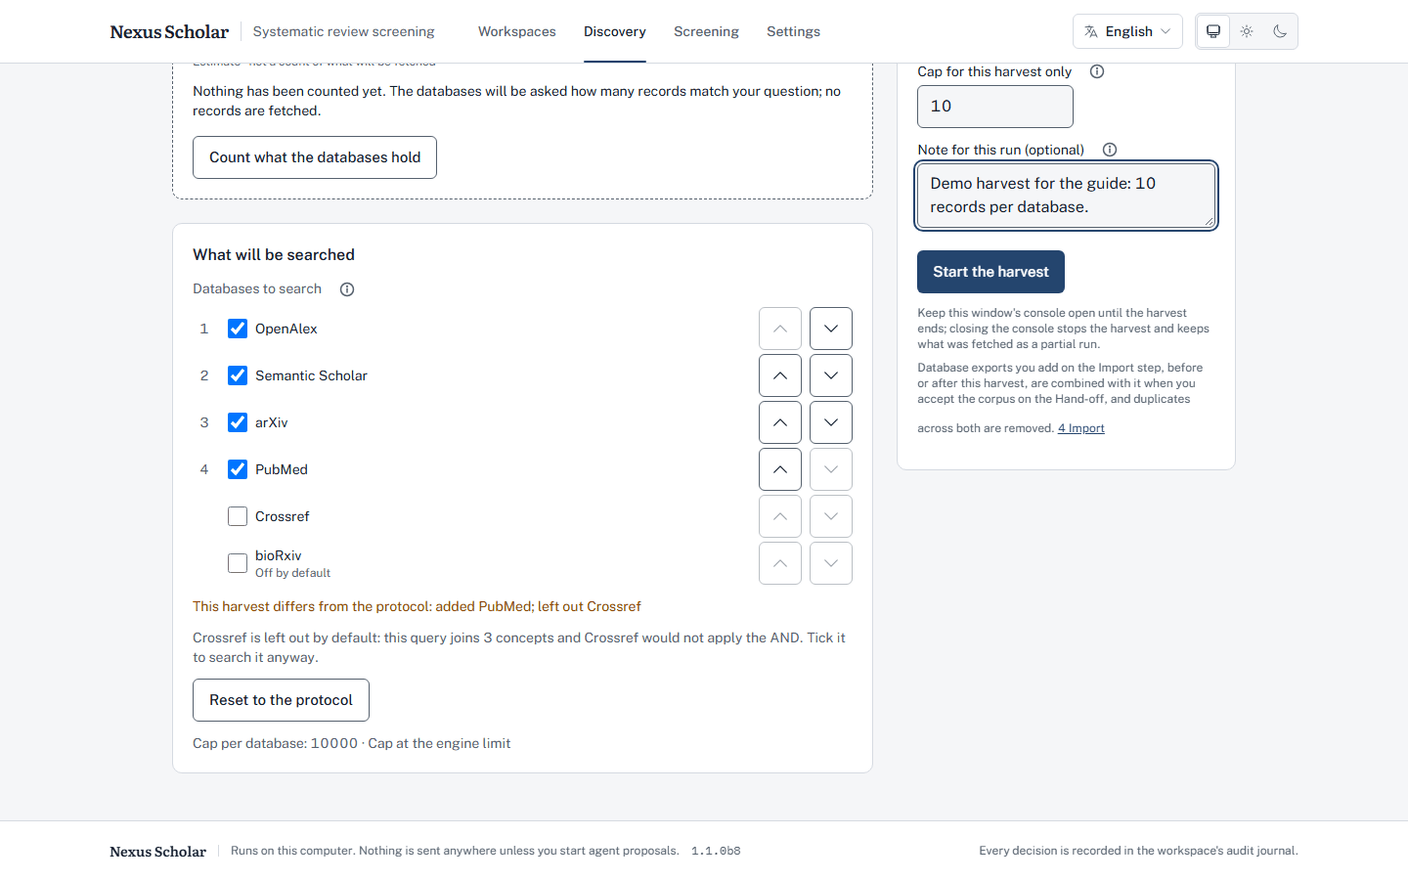 Nexus Scholar
Systematic review screening
Workspaces
Discovery
Screening
Settings
English
Nothing has been counted yet. The databases will be asked how many records match your question; no
records are fetched.
Count what the databases hold
What will be searched
Databases to search
1 OpenAlex
2 Semantic Scholar
3 arXiv
4 PubMed
Crossref
bioRxiv
Off by default
This harvest differs from the protocol: added PubMed; left out Crossref
Crossref is left out by default: this query joins 3 concepts and Crossref would not apply the AND. Tick it
to search it anyway.
Reset to the protocol
Cap per database: 10000 · Cap at the engine limit
Cap for this harvest only
10
Note for this run (optional)
Demo harvest for the guide: 10
records per database.
Start the harvest
Keep this window's console open until the harvest
ends; closing the console stops the harvest and keeps
what was fetched as a partial run.
Database exports you add on the Import step, before
or after this harvest, are combined with it when you
accept the corpus on the Hand-off, and duplicates
across both are removed. 4 Import
Nexus Scholar
Runs on this computer. Nothing is sent anywhere unless you start agent proposals. 1.1.0b8
Every decision is recorded in the workspace's audit journal.